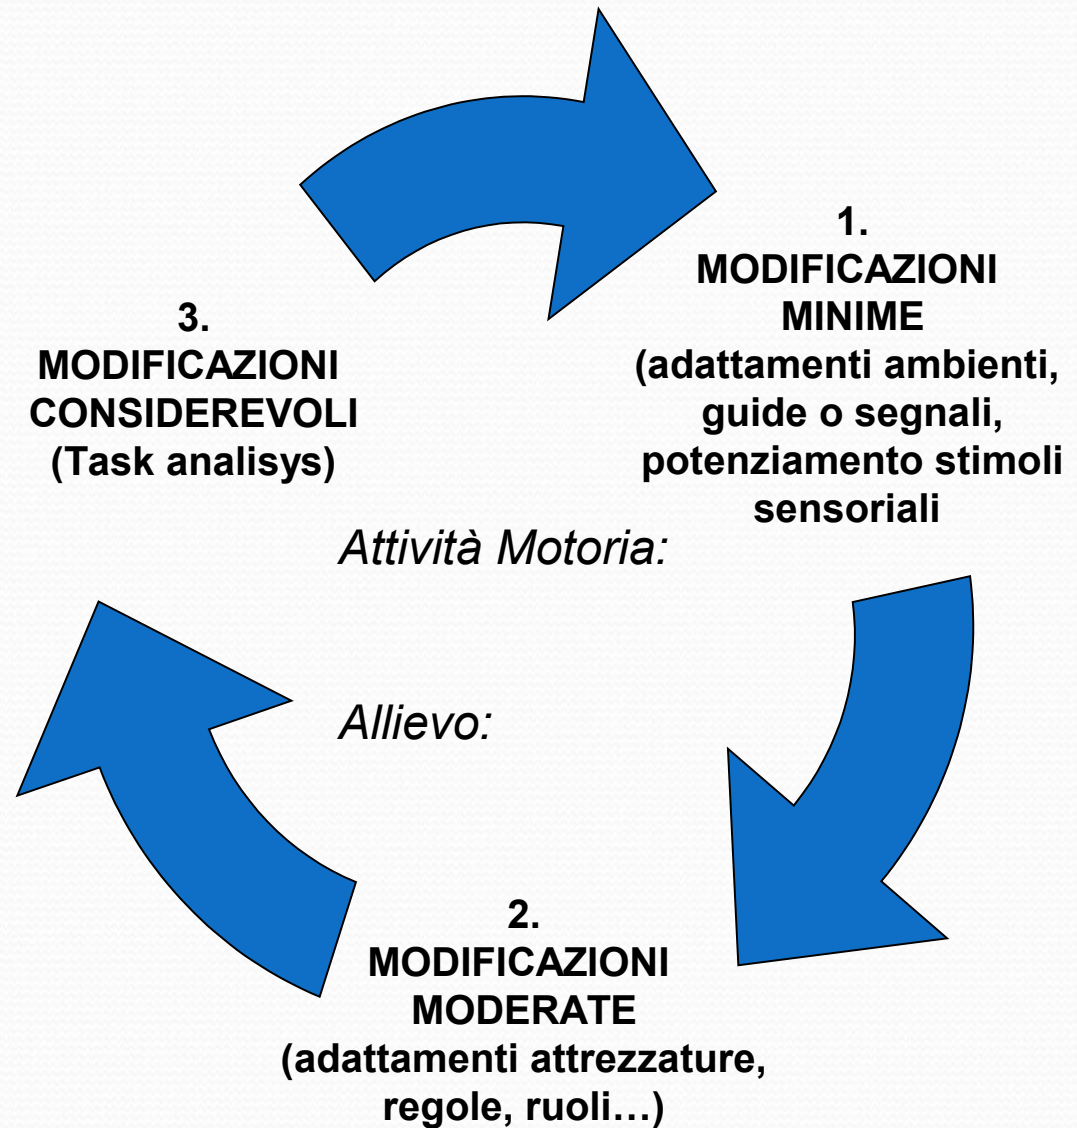 1.
MODIFICAZIONI
MINIME
(adattamenti ambienti,
guide o segnali,
potenziamento stimoli
sensoriali
3.
MODIFICAZIONI
CONSIDEREVOLI
(Task analisys)
Attività Motoria:
Allievo:
2.
MODIFICAZIONI
MODERATE
(adattamenti attrezzature,
regole, ruoli…)